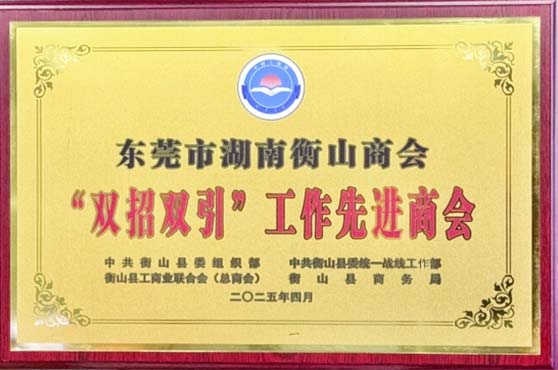 东莞市湖南衡山商会
“双招双引”工作先进商会
中共衡山县委组织部 中共衡山县委统一战线工作部
衡山县工商业联合会（总商会） 衡山县商务局
二〇二五年四月